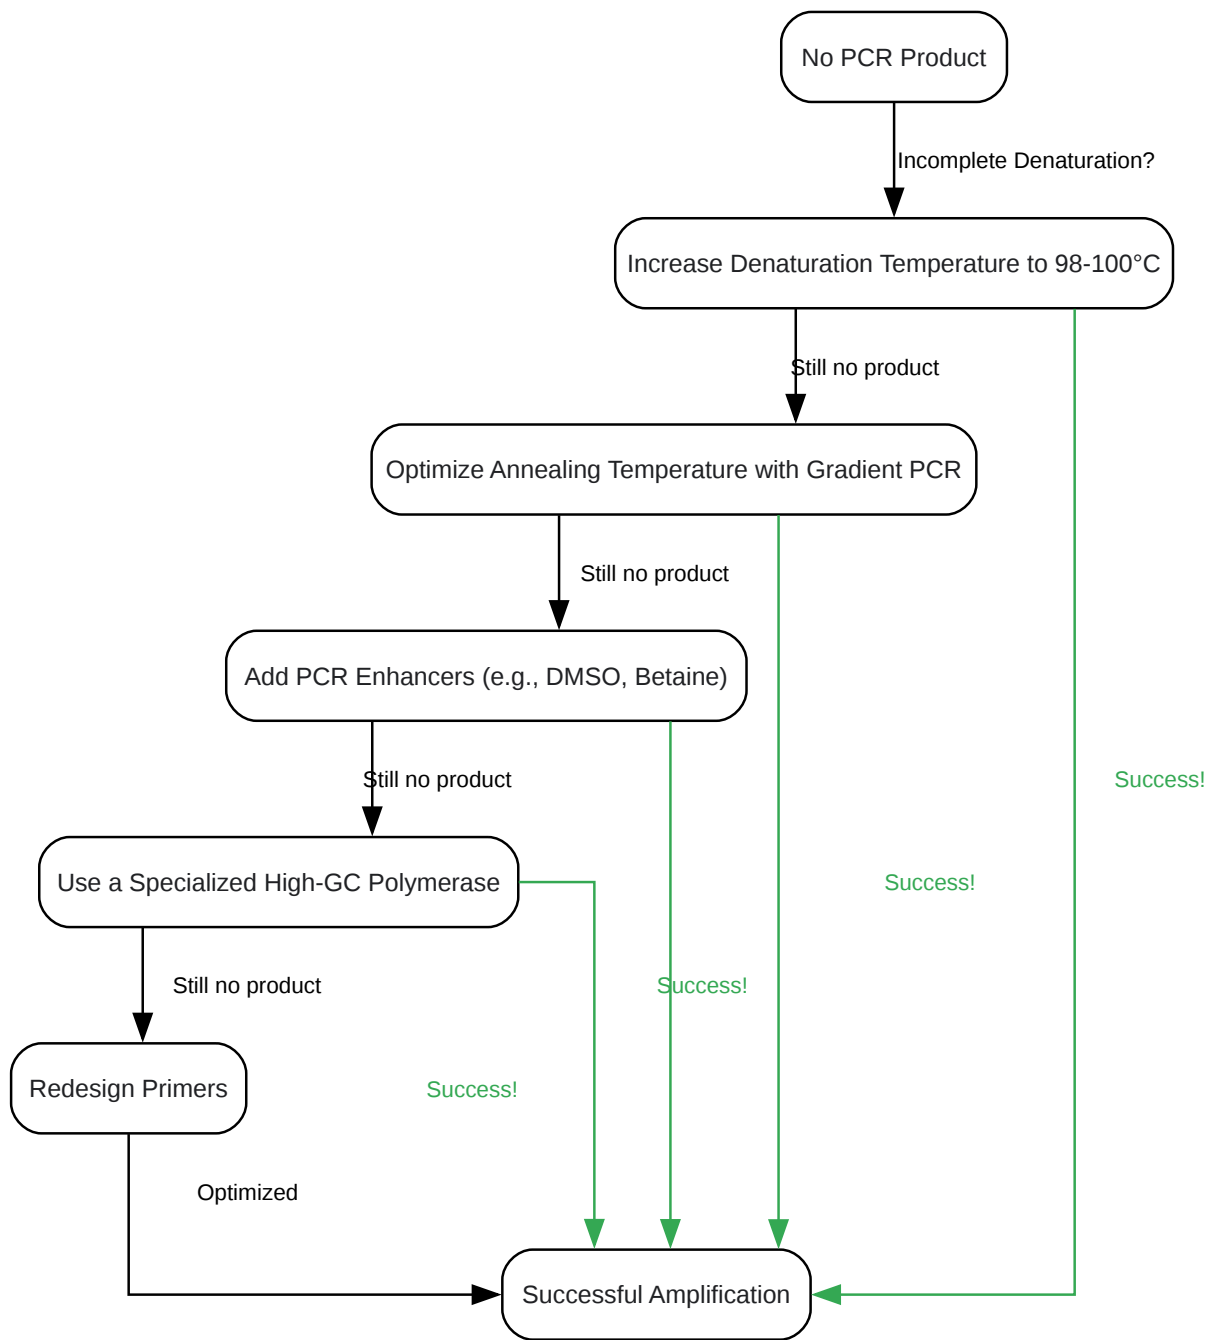 No PCR Product
Incomplete Denaturation?
Increase Denaturation Temperature to 98-100°C
Still no product
Optimize Annealing Temperature with Gradient PCR
Still no product
Add PCR Enhancers (e.g., DMSO, Betaine)
Still no product
Success!
Use a Specialized High-GC Polymerase
Success!
Still no product
Success!
Redesign Primers
Success!
Optimized
Successful Amplification